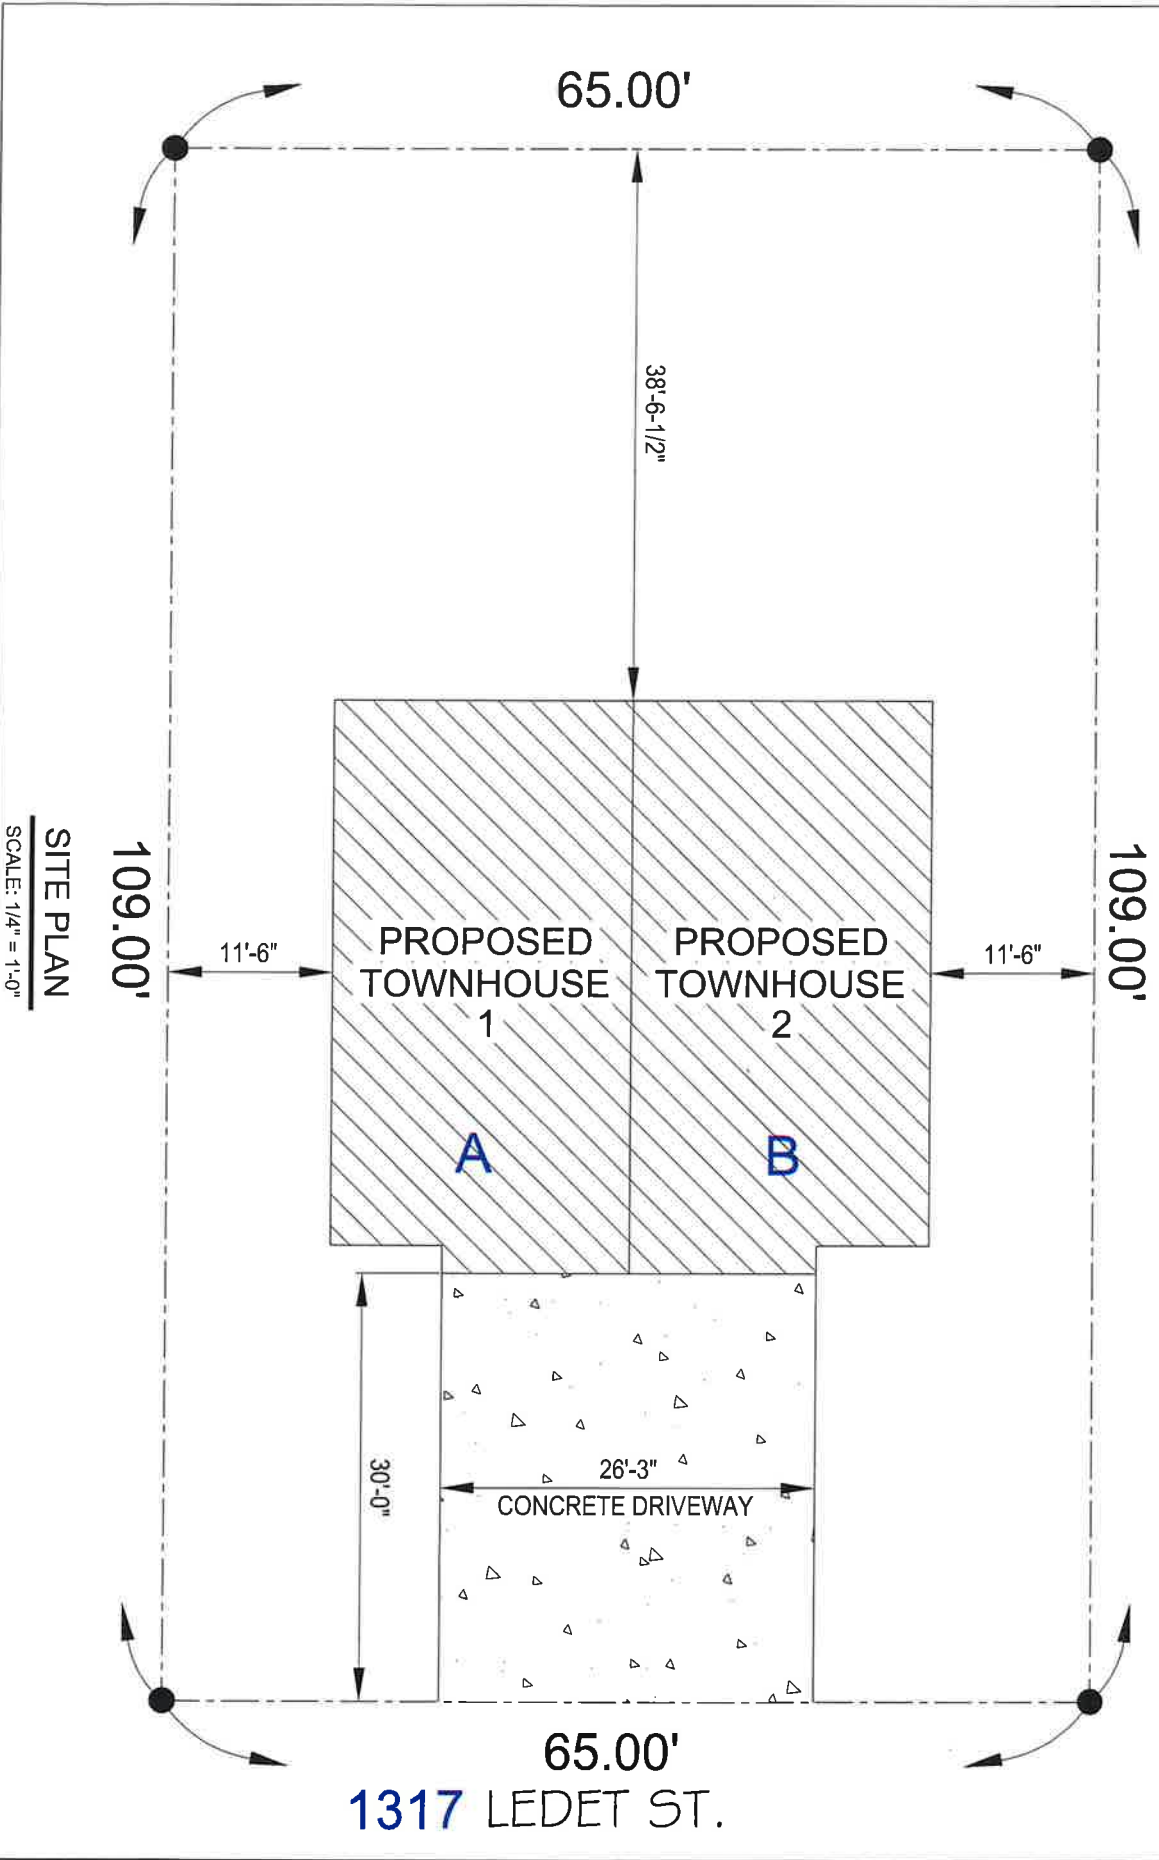 65.00'
38'-6-1/2"
109.00'
109.00'
11'-6"
11'-6"
PROPOSED
TOWNHOUSE
1
PROPOSED
TOWNHOUSE
2
A
B
SITE PLAN
SCALE: 1/4" = 1'-0"
30'-0"
26'-3"
CONCRETE DRIVEWAY
65.00'
1317 LEDET ST.